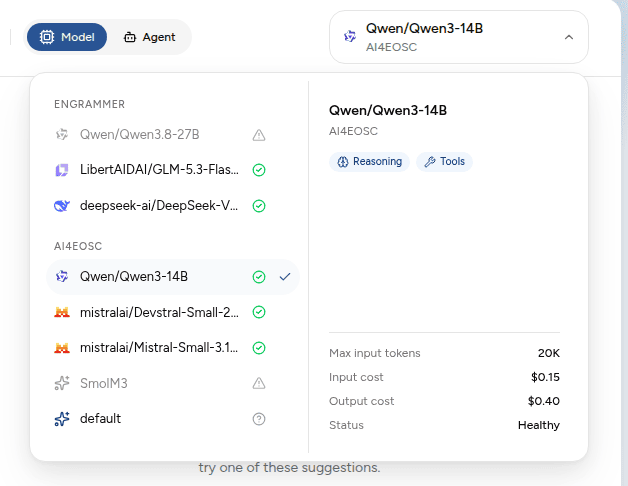 Model
Agent
Qwen/Qwen3-14B
AI4EOSC
ENGRAMMER
Qwen/Qwen3.8-27B
LibertAIDAI/GLM-5.3-Flas...
deepseek-ai/DeepSeek-V...
AI4EOSC
Qwen/Qwen3-14B
mistralai/Devstral-Small-2...
mistralai/Mistral-Small-3.1...
SmolM3
default
Qwen/Qwen3-14B
AI4EOSC
Reasoning
Tools
Max input tokens 20K
Input cost $0.15
Output cost $0.40
Status Healthy
try one of these suggestions.